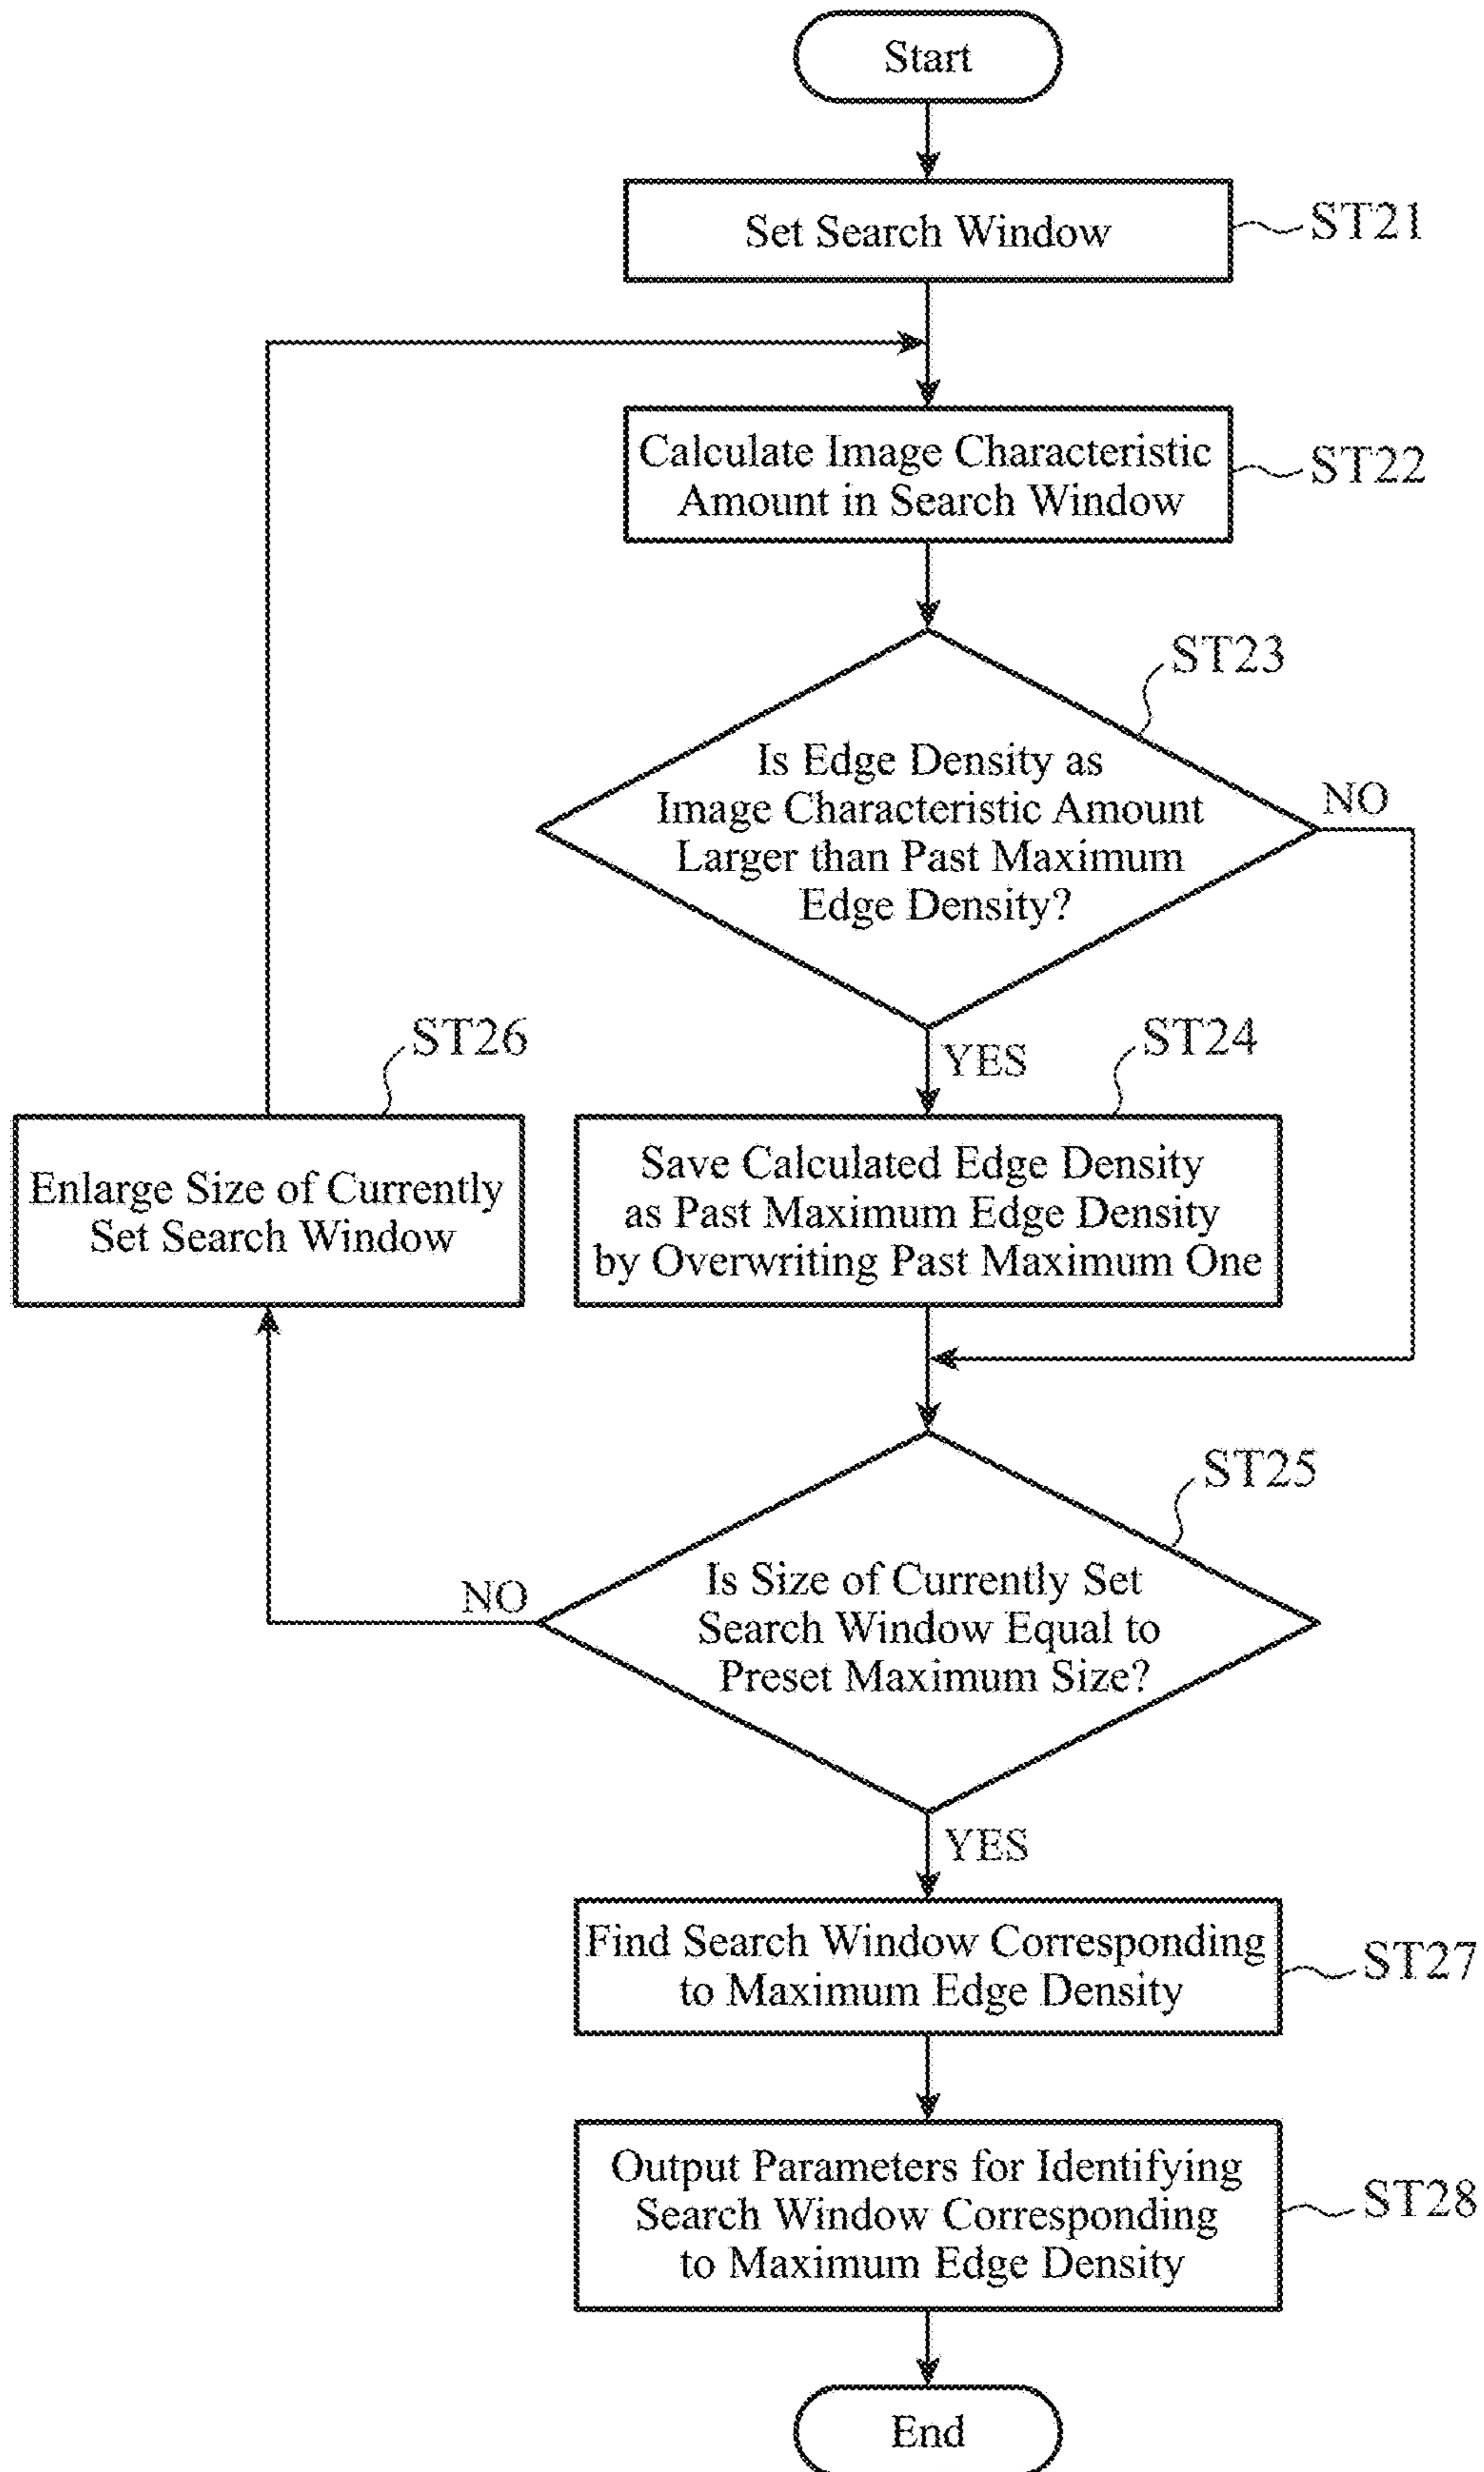 Start
Set Search Window
ST21
Calculate Image Characteristic
Amount in Search Window
ST22
ST23
Is Edge Density as
Image Characteristic Amount
Larger than Past Maximum
Edge Density?
NO
YES
ST24
ST26
Enlarge Size of Currently
Set Search Window
Save Calculated Edge Density
as Past Maximum Edge Density
by Overwriting Past Maximum One
ST25
Is Size of Currently Set
Search Window Equal to
Preset Maximum Size?
NO
YES
Find Search Window Corresponding
to Maximum Edge Density
ST27
Output Parameters for Identifying
Search Window Corresponding
to Maximum Edge Density
ST28
End